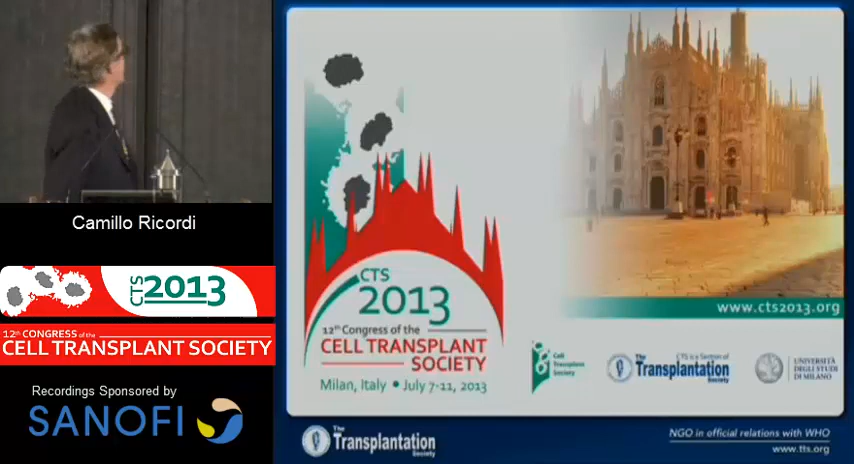 Camillo Ricordi
CTS
2013
12th CONGRESS of the
CELL TRANSPLANT SOCIETY
Recordings Sponsored by
SANOFI
CTS
2013
12th Congress of the
CELL TRANSPLANT
SOCIETY
Milan, Italy • July 7-11, 2013
www.cts2013.org
Cell
Transplant
Society
CTS is a Section of
The Transplantation
Society
UNIVERSITÀ
DEGLI STUDI
DI MILANO
The Transplantation
Society
NGO in official relations with WHO
www.tts.org